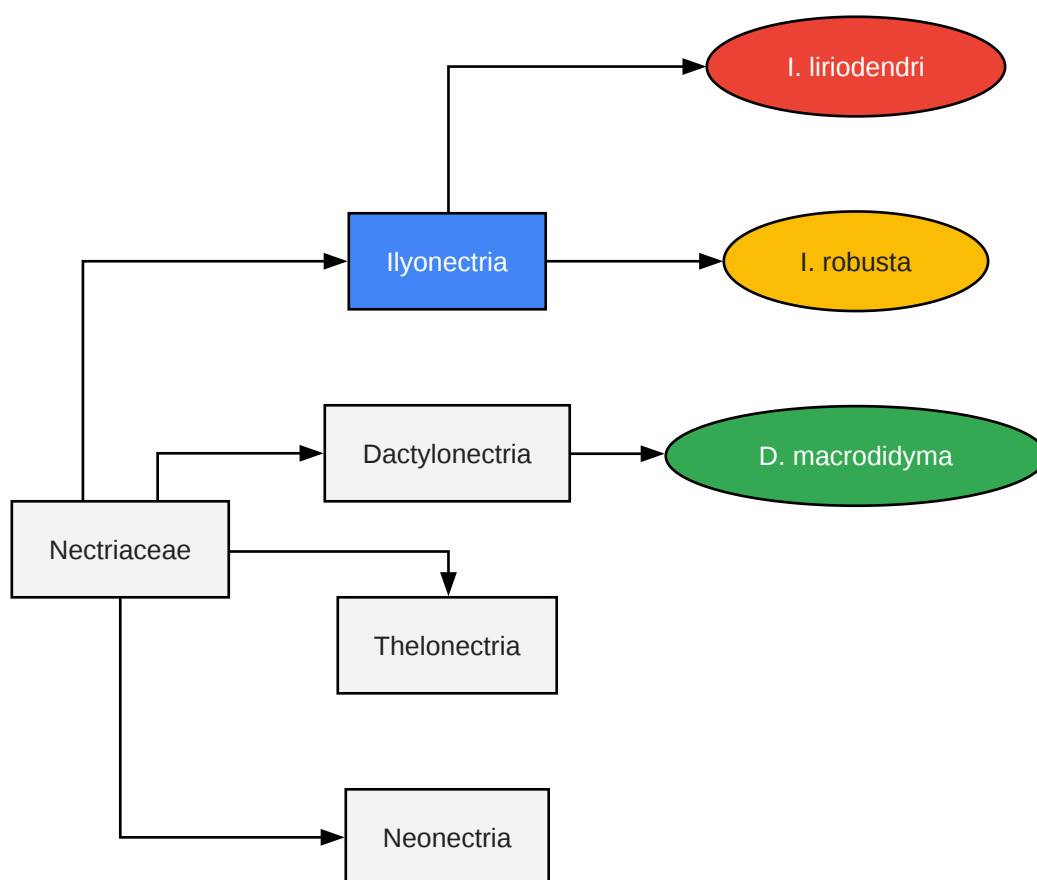 I. liriodendri
Ilyonectria
I. robusta
Dactylonectria
D. macrodidyma
Nectriaceae
Thelonectria
Neonectria